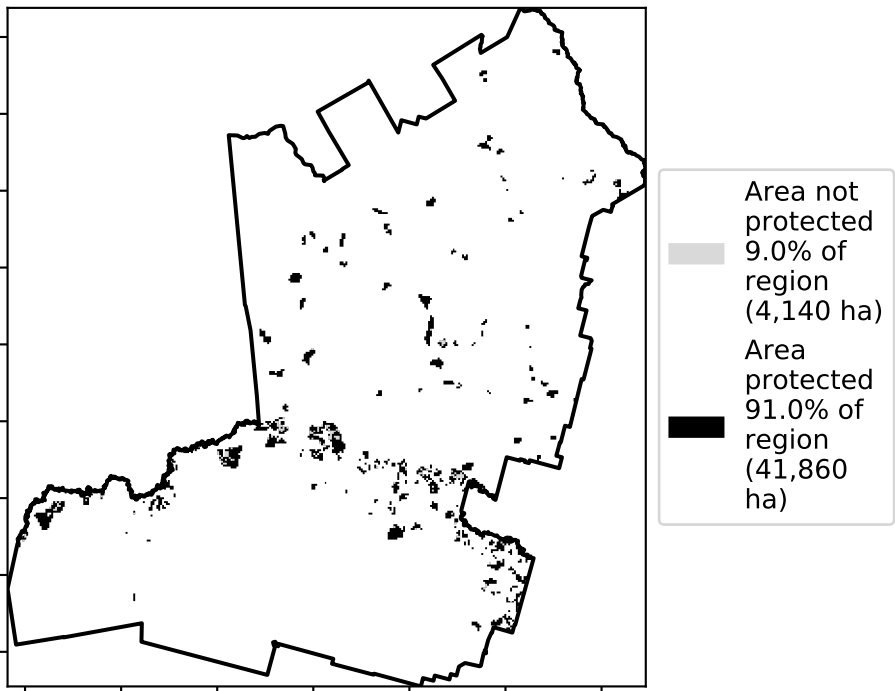 Area not
protected
9.0% of
region
(4,140 ha)
Area
protected
91.0% of
region
(41,860
ha)